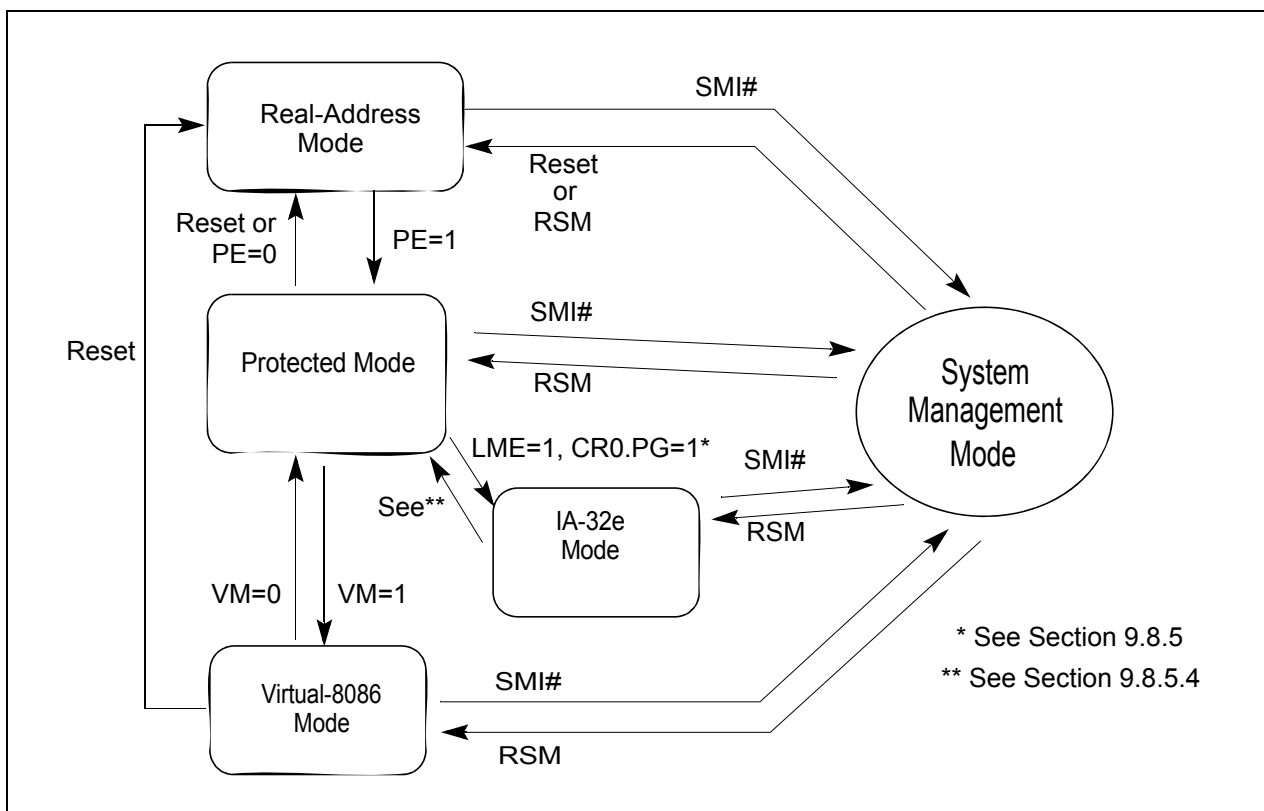 Real-Address
Mode
SMI#
Reset
or
RSM
Reset or
PE=0
PE=1
SMI#
Reset
Protected Mode
RSM
System
Management
Mode
LME=1, CR0.PG=1*
SMI#
See**
IA-32e
Mode
RSM
VM=0
VM=1
* See Section 9.8.5
Virtual-8086
Mode
SMI#
** See Section 9.8.5.4
RSM